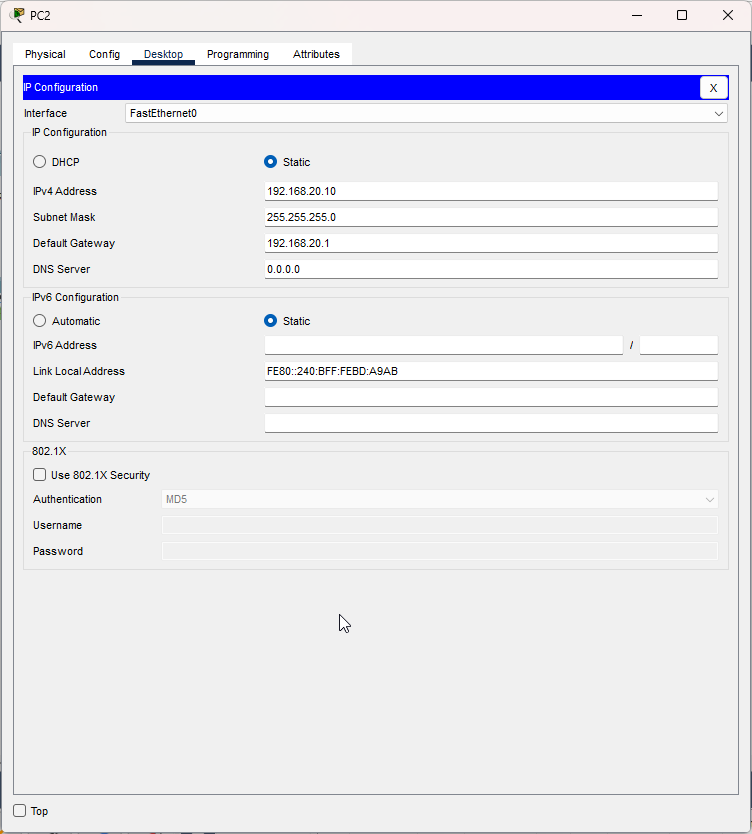 PC2
Physical Config Desktop Programming Attributes
IP Configuration X
Interface FastEthernet0
IP Configuration
DHCP Static
IPv4 Address 192.168.20.10
Subnet Mask 255.255.255.0
Default Gateway 192.168.20.1
DNS Server 0.0.0.0
IPv6 Configuration
Automatic Static
IPv6 Address /
Link Local Address FE80::240:BFF:FEBD:A9AB
Default Gateway
DNS Server
802.1X
Use 802.1X Security
Authentication MD5
Username
Password
Top